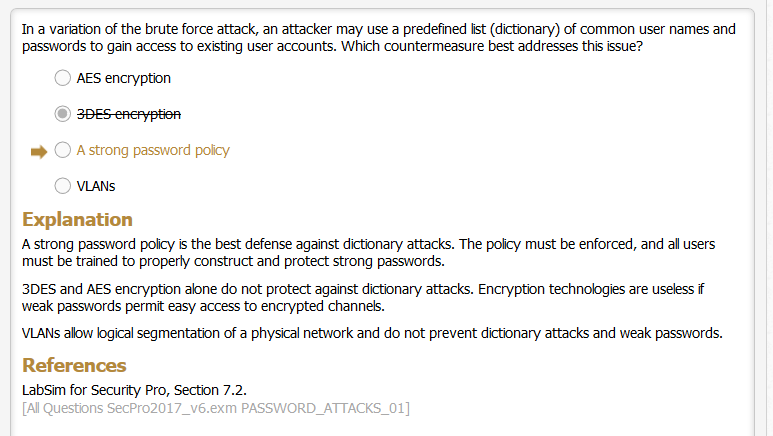 In a variation of the brute force attack, an attacker may use a predefined list (dictionary) of common user names and
passwords to gain access to existing user accounts. Which countermeasure best addresses this issue?
AES encryption
3DES encryption
A strong password policy
VLANs
Explanation
A strong password policy is the best defense against dictionary attacks. The policy must be enforced, and all users
must be trained to properly construct and protect strong passwords.
3DES and AES encryption alone do not protect against dictionary attacks. Encryption technologies are useless if
weak passwords permit easy access to encrypted channels.
VLANs allow logical segmentation of a physical network and do not prevent dictionary attacks and weak passwords.
References
LabSim for Security Pro, Section 7.2.
[All Questions SecPro2017_v6.exm PASSWORD_ATTACKS_01]